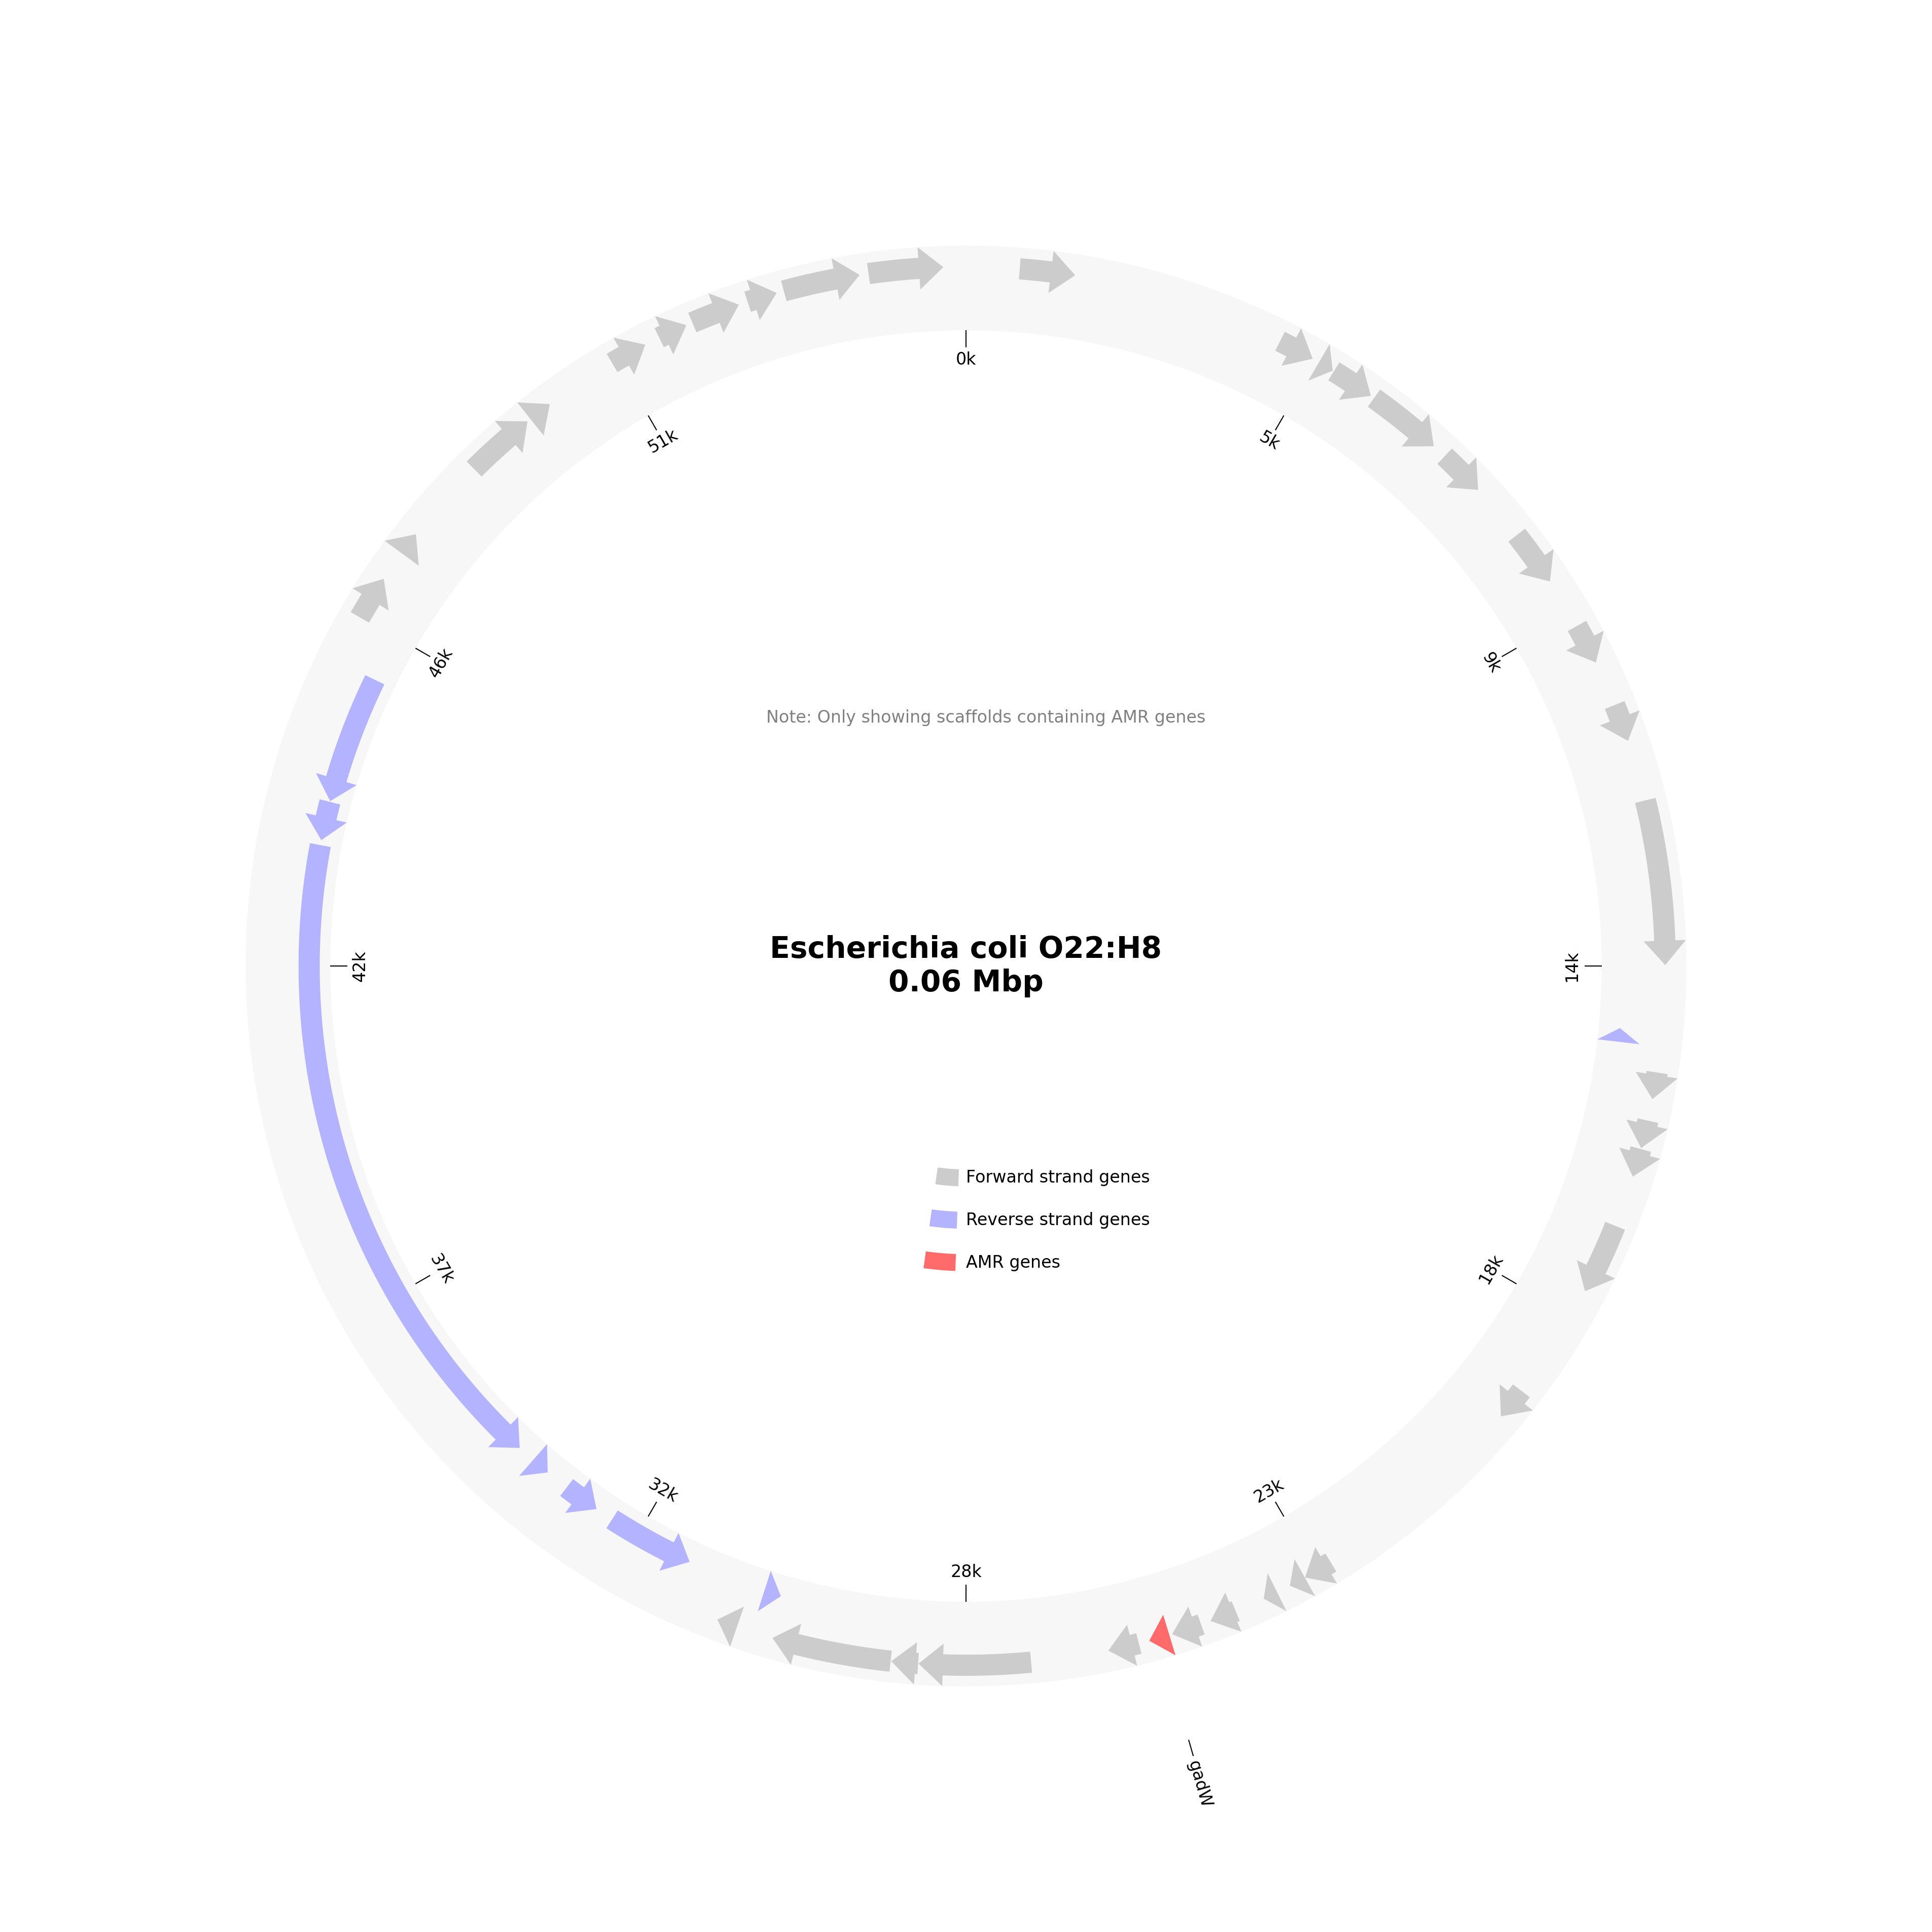 0k
51k
5k
46k
9k
Note: Only showing scaffolds containing AMR genes
Escherichia coli O22:H8
0.06 Mbp
42k
14k
Forward strand genes
Reverse strand genes
AMR genes
37k
18k
32k
23k
28k
gadW